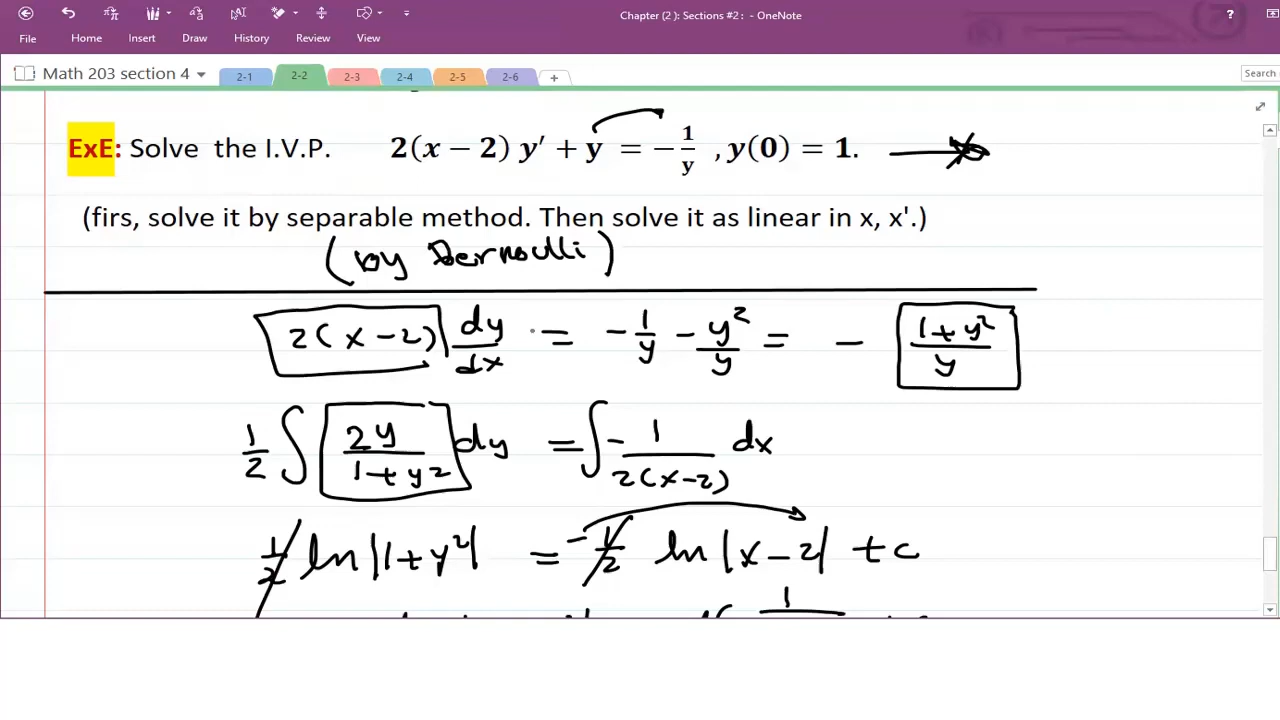 Chapter (2 ): Sections #2 : - OneNote
?
File Home Insert Draw History Review View
Math 203 section 4 2-1 2-2 2-3 2-4 2-5 2-6 +
Search
ExE: Solve the I.V.P. 2(x − 2) y′ + y = − 1/y , y(0) = 1.
(firs, solve it by separable method. Then solve it as linear in x, x'.)
(by Bernoulli)
2(x-2) dy/dx = - 1/y - y²/y = - (1+y²)/y
1/2 ∫ 2y/(1+y²) dy = ∫ - 1/(2(x-2)) dx
1/2 ln|1+y²| = - 1/2 ln|x-2| + c